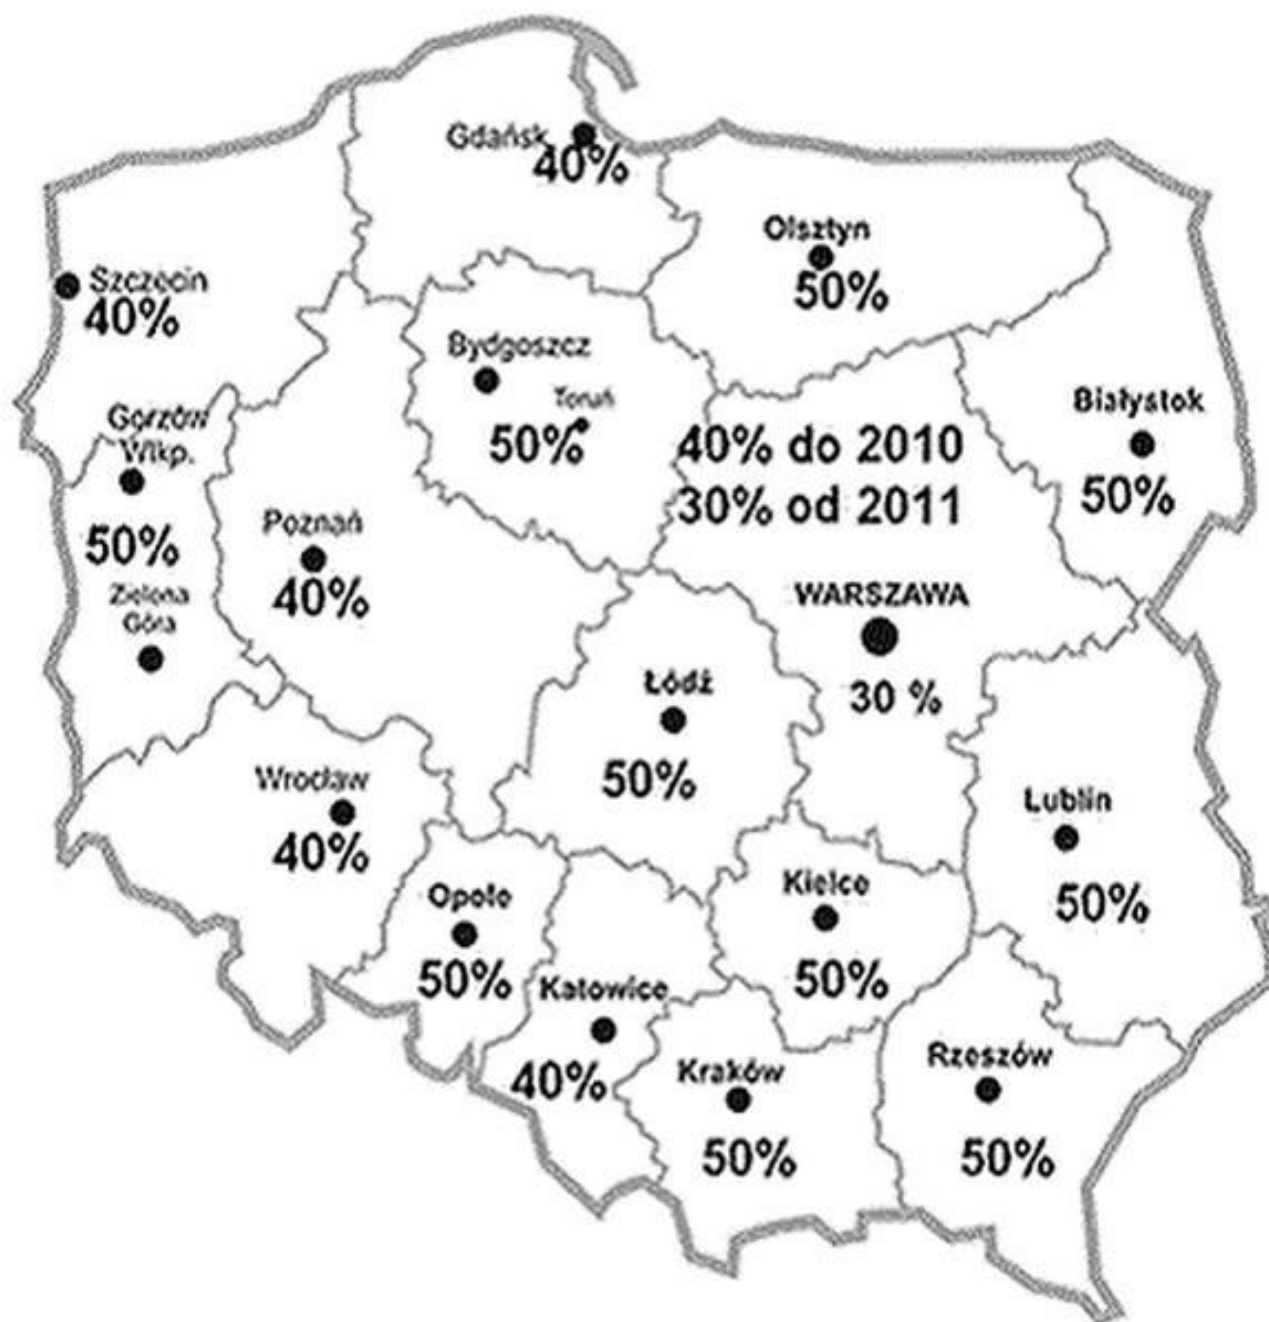 Gdańsk
40%
Olsztyn
50%
Szczecin
40%
Bydgoszcz
Toruń
50%
Białystok
50%
Gorzów
Wlkp.
50%
Zielona
Góra
40% do 2010
30% od 2011
Poznań
40%
WARSZAWA
30 %
Łódź
50%
Wrocław
40%
Lublin
50%
Opole
50%
Kielce
50%
Katowice
40%
Kraków
50%
Rzeszów
50%